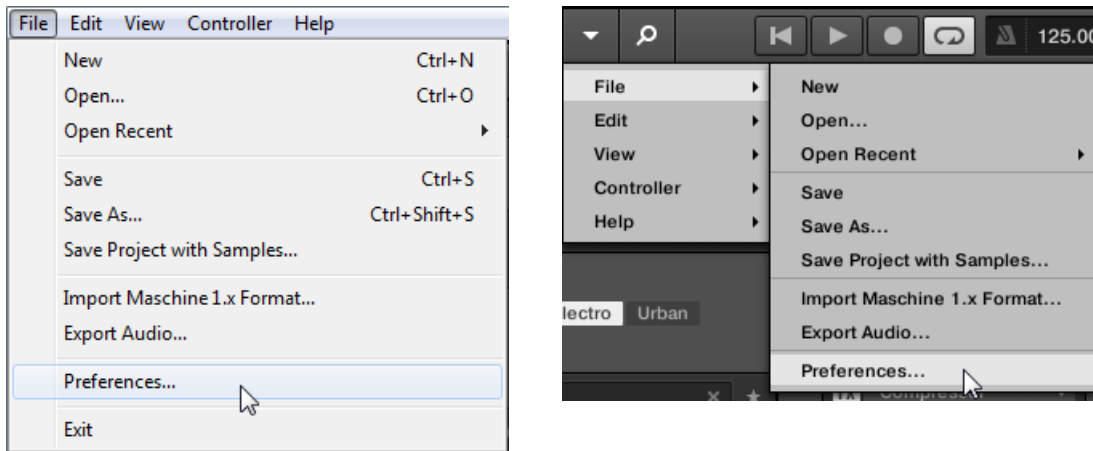 File Edit View Controller Help
New Ctrl+N
Open... Ctrl+O
Open Recent
Save Ctrl+S
Save As... Ctrl+Shift+S
Save Project with Samples...
Import Maschine 1.x Format...
Export Audio...
Preferences...
Exit
125.00
File
Edit
View
Controller
Help
New
Open...
Open Recent
Save
Save As...
Save Project with Samples...
Import Maschine 1.x Format...
Export Audio...
Preferences...
lectro Urban
Compressor